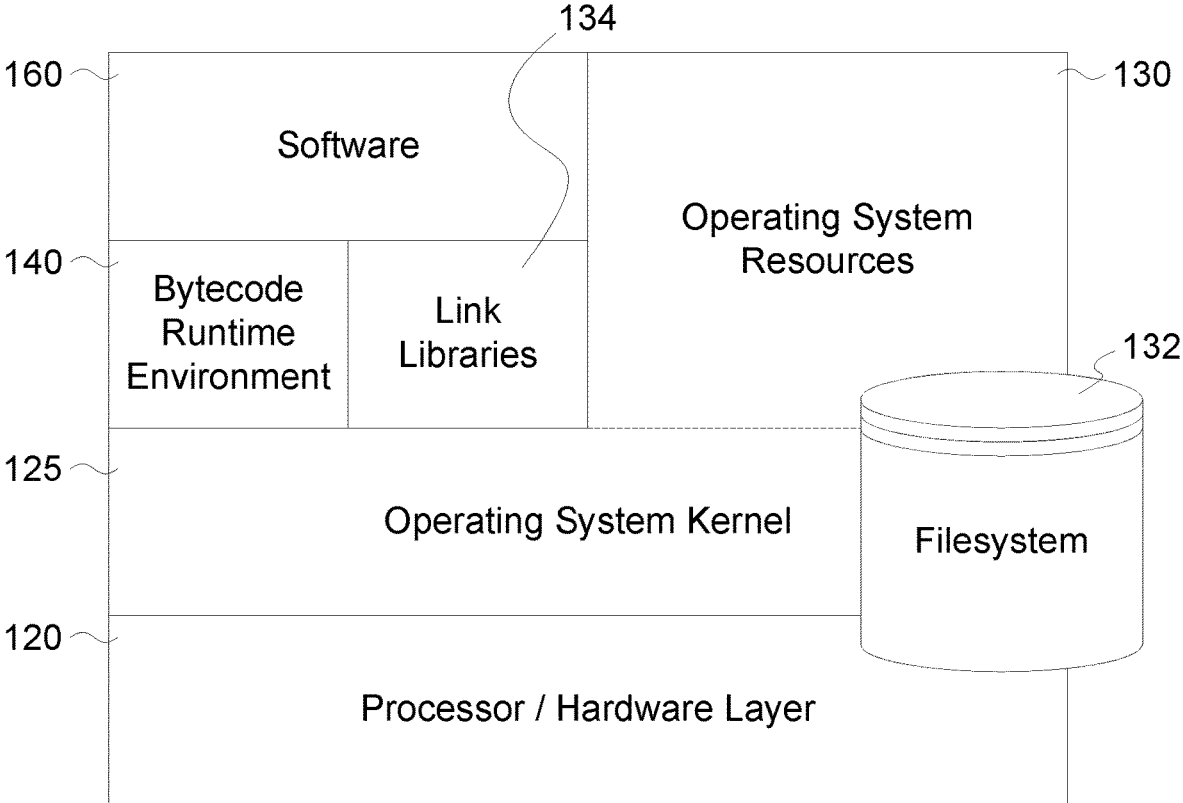 134
160
130
Software
Operating System
Resources
140
Bytecode
Runtime
Environment
Link
Libraries
132
125
Operating System Kernel
Filesystem
120
Processor / Hardware Layer